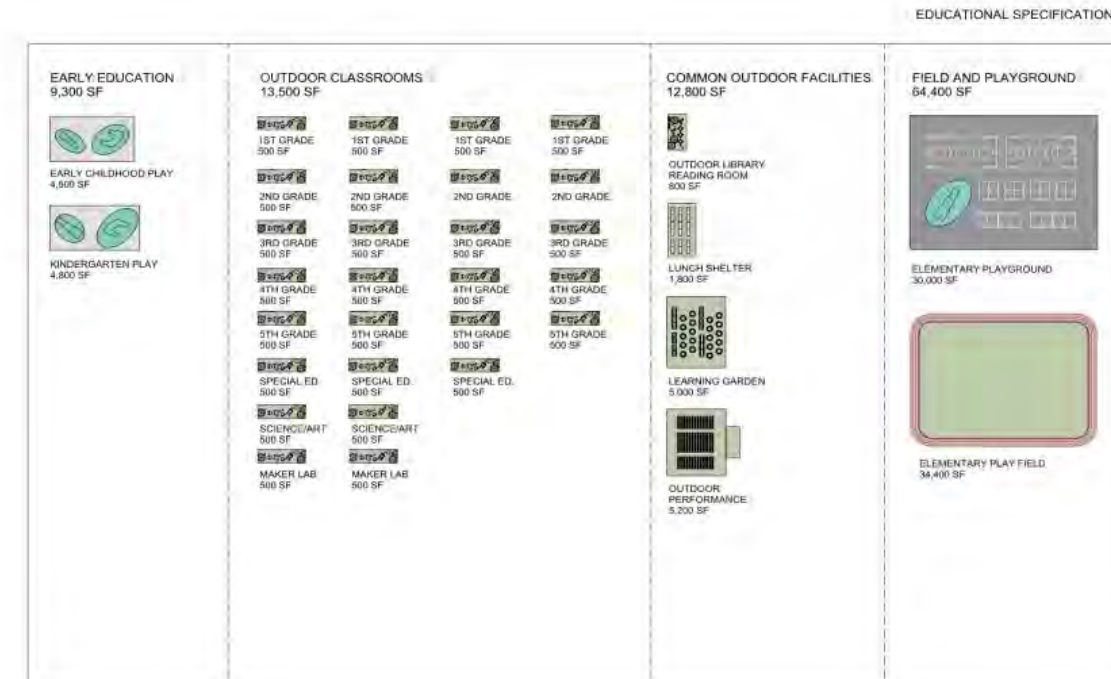 EDUCATIONAL SPECIFICATION
EARLY EDUCATION
9,300 SF
EARLY CHILDHOOD PLAY
4,500 SF
KINDERGARTEN PLAY
4,800 SF
OUTDOOR CLASSROOMS
13,500 SF
1ST GRADE 1ST GRADE 1ST GRADE 1ST GRADE
500 SF 500 SF 500 SF 500 SF
2ND GRADE 2ND GRADE 2ND GRADE 2ND GRADE
500 SF 500 SF
3RD GRADE 3RD GRADE 3RD GRADE 3RD GRADE
500 SF 500 SF 500 SF 500 SF
4TH GRADE 4TH GRADE 4TH GRADE 4TH GRADE
500 SF 500 SF 500 SF 500 SF
5TH GRADE 5TH GRADE 5TH GRADE 5TH GRADE
500 SF 500 SF 500 SF 500 SF
SPECIAL ED. SPECIAL ED. SPECIAL ED.
500 SF 500 SF 500 SF
SCIENCE/ART SCIENCE/ART
500 SF 500 SF
MAKER LAB MAKER LAB
500 SF 500 SF
COMMON OUTDOOR FACILITIES
12,800 SF
OUTDOOR LIBRARY
READING ROOM
800 SF
LUNCH SHELTER
1,800 SF
LEARNING GARDEN
5,000 SF
OUTDOOR
PERFORMANCE
5,200 SF
FIELD AND PLAYGROUND
64,400 SF
ELEMENTARY PLAYGROUND
30,000 SF
ELEMENTARY PLAY FIELD
34,400 SF